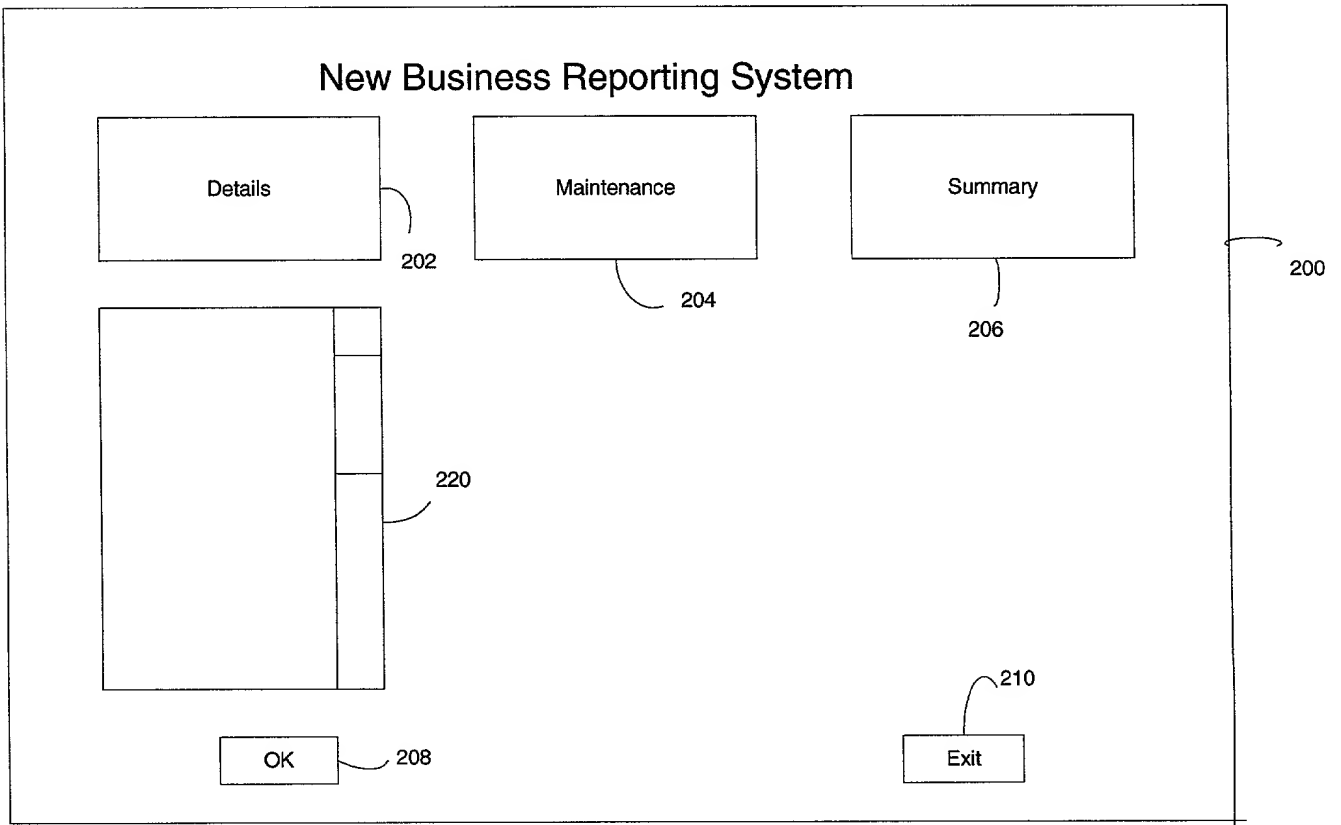 New Business Reporting System
Details
Maintenance
Summary
202
204
206
200
220
210
OK
208
Exit